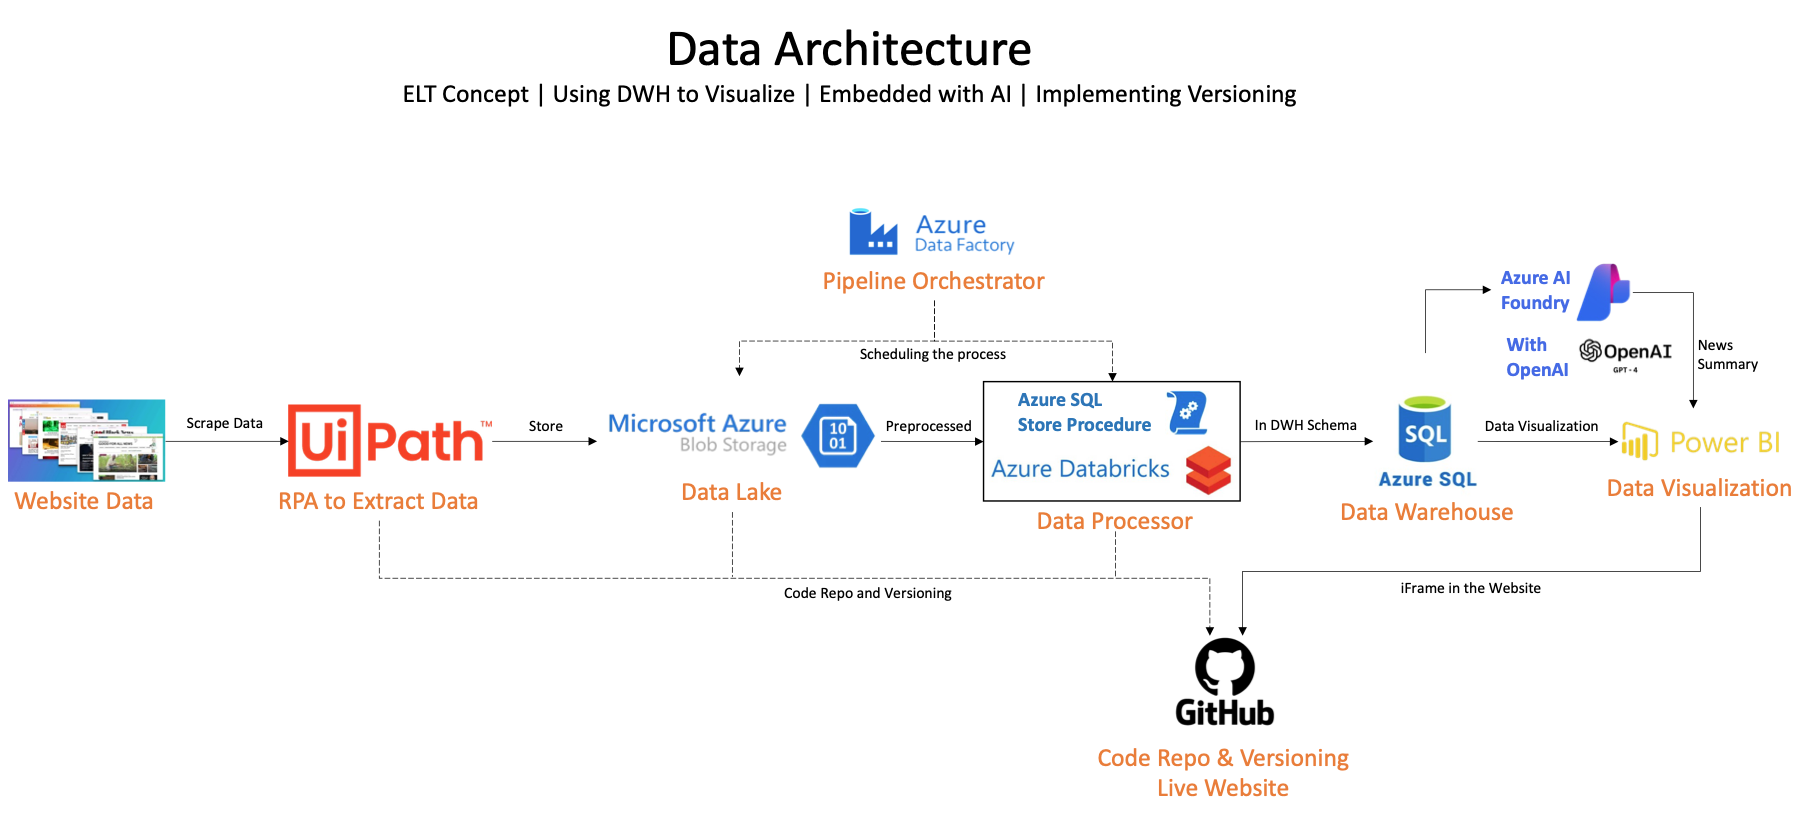 Data Architecture
ELT Concept | Using DWH to Visualize | Embedded with AI | Implementing Versioning
Azure
Data Factory
Pipeline Orchestrator
Scheduling the process
Azure AI
Foundry
With
OpenAI
OpenAI
GPT-4
News
Summary
Scrape Data
UiPath™
RPA to Extract Data
Website Data
Store
Microsoft Azure
Blob Storage
10
01
Data Lake
Preprocessed
Azure SQL
Store Procedure
Azure Databricks
Data Processor
In DWH Schema
SQL
Azure SQL
Data Warehouse
Data Visualization
Power BI
Data Visualization
Code Repo and Versioning
iFrame in the Website
GitHub
Code Repo & Versioning
Live Website